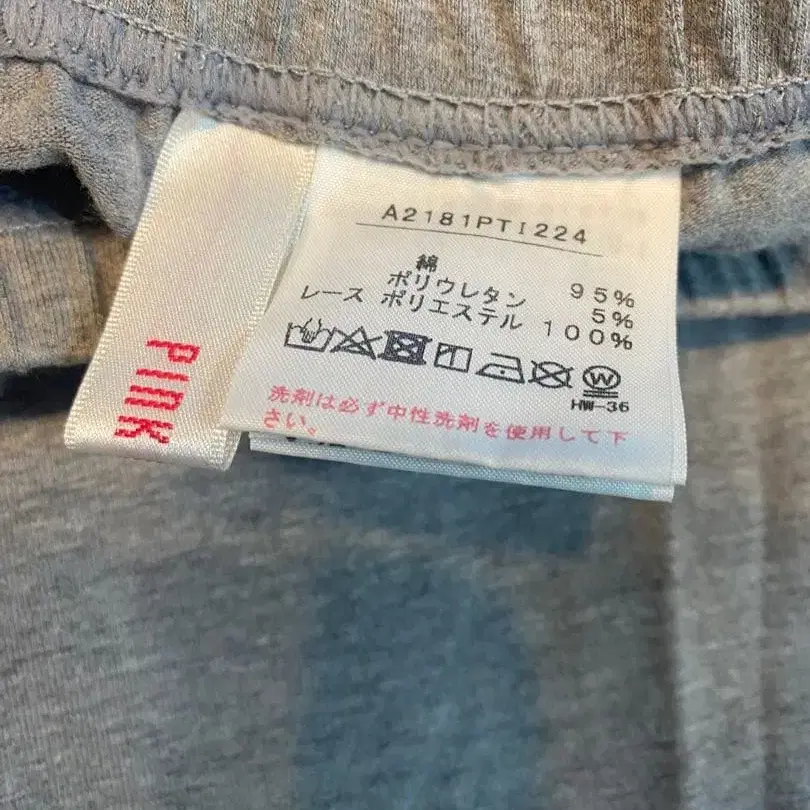 PINK
A2181PTI224
綿 95%
ポリウレタン 5%
レース ポリエステル 100%
W
HW-36
洗剤は必ず中性洗剤を使用して下
さい。